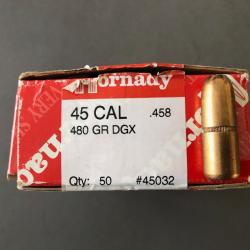 Hornady
45 CAL .458
480 GR DGX
Qty: 50 #45032